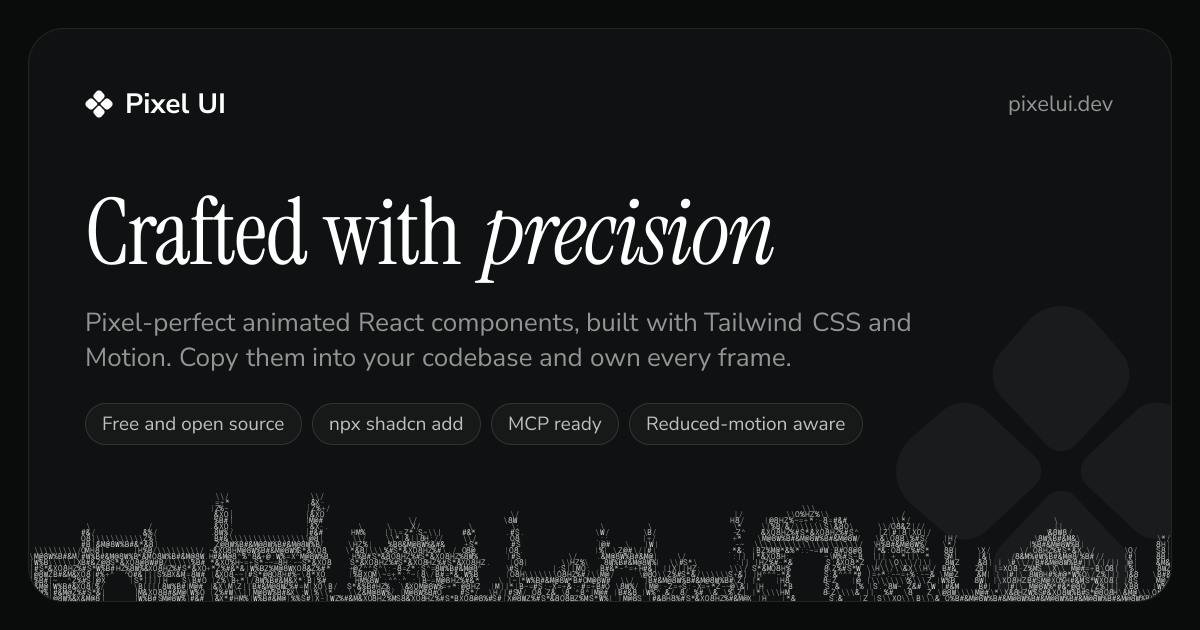 Pixel UI
pixelui.dev
Crafted with precision
Pixel-perfect animated React components, built with Tailwind CSS and
Motion. Copy them into your codebase and own every frame.
Free and open source
npx shadcn add
MCP ready
Reduced-motion aware